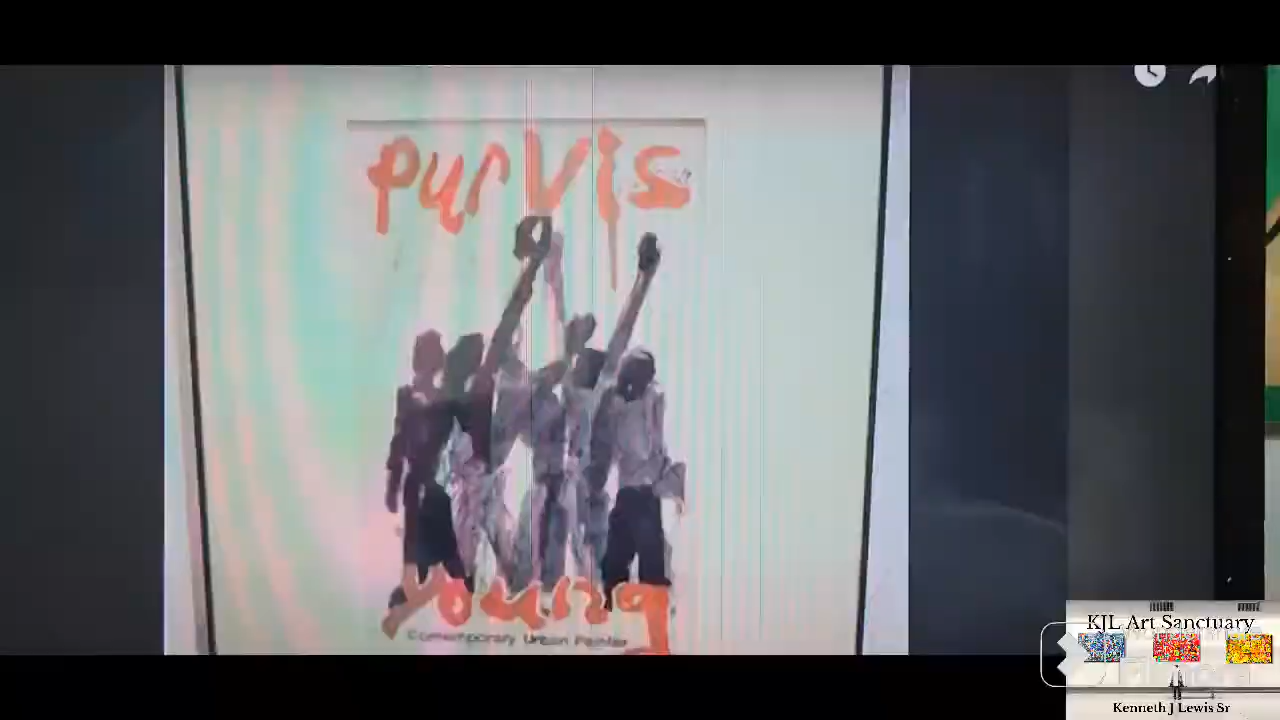 Purvis
Young
Contemporary Urban Painter
KJL Art Sanctuary
Kenneth J Lewis Sr